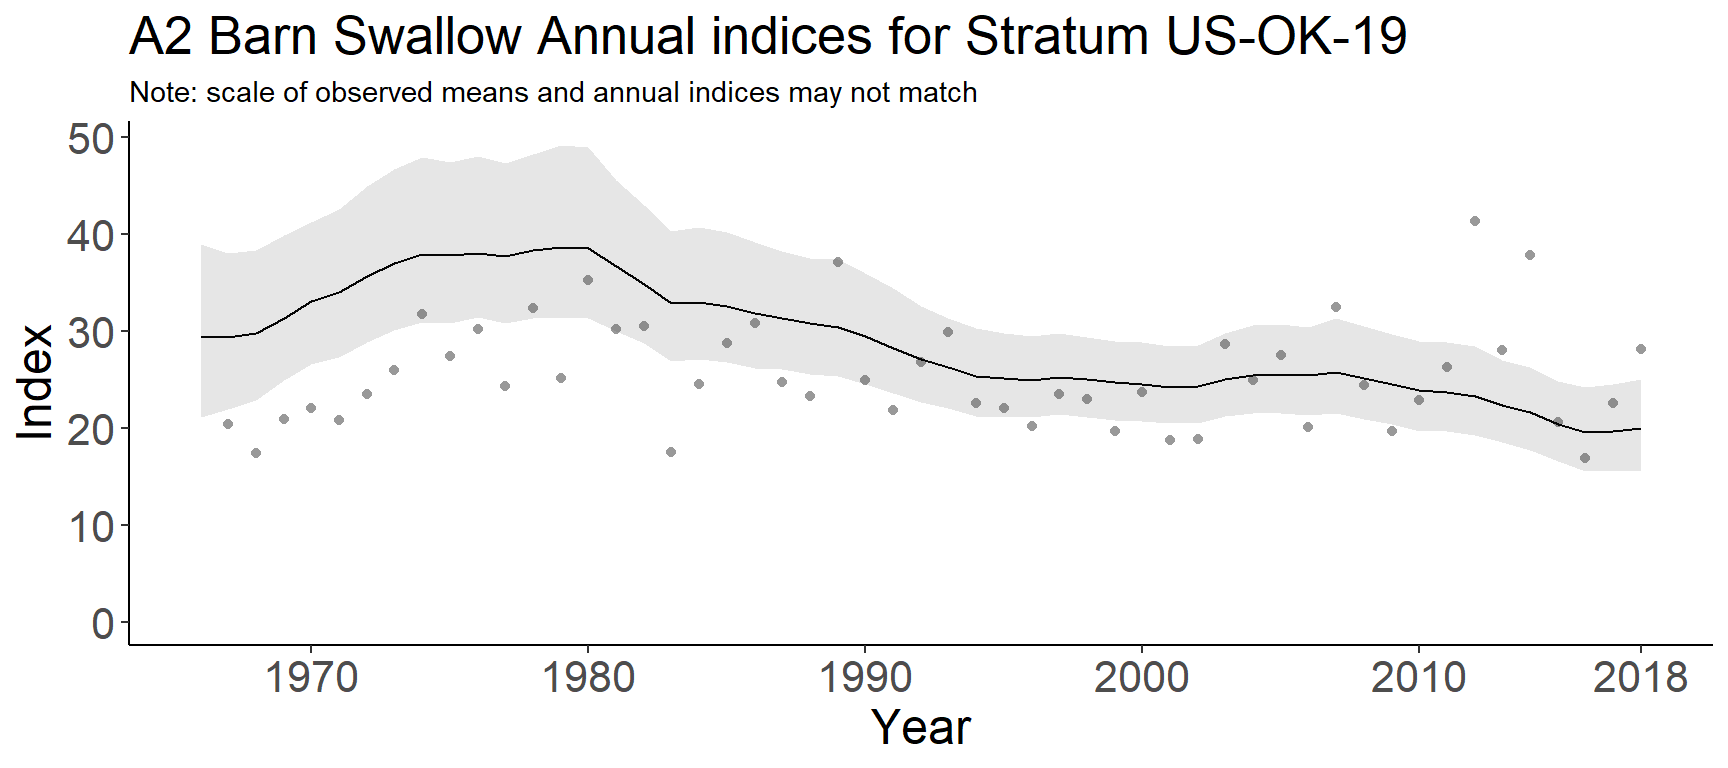 A2 Barn Swallow Annual indices for Stratum US-OK-19
Note: scale of observed means and annual indices may not match
50
40
30
20
10
0
Index
1970 1980 1990 2000 2010 2018
Year